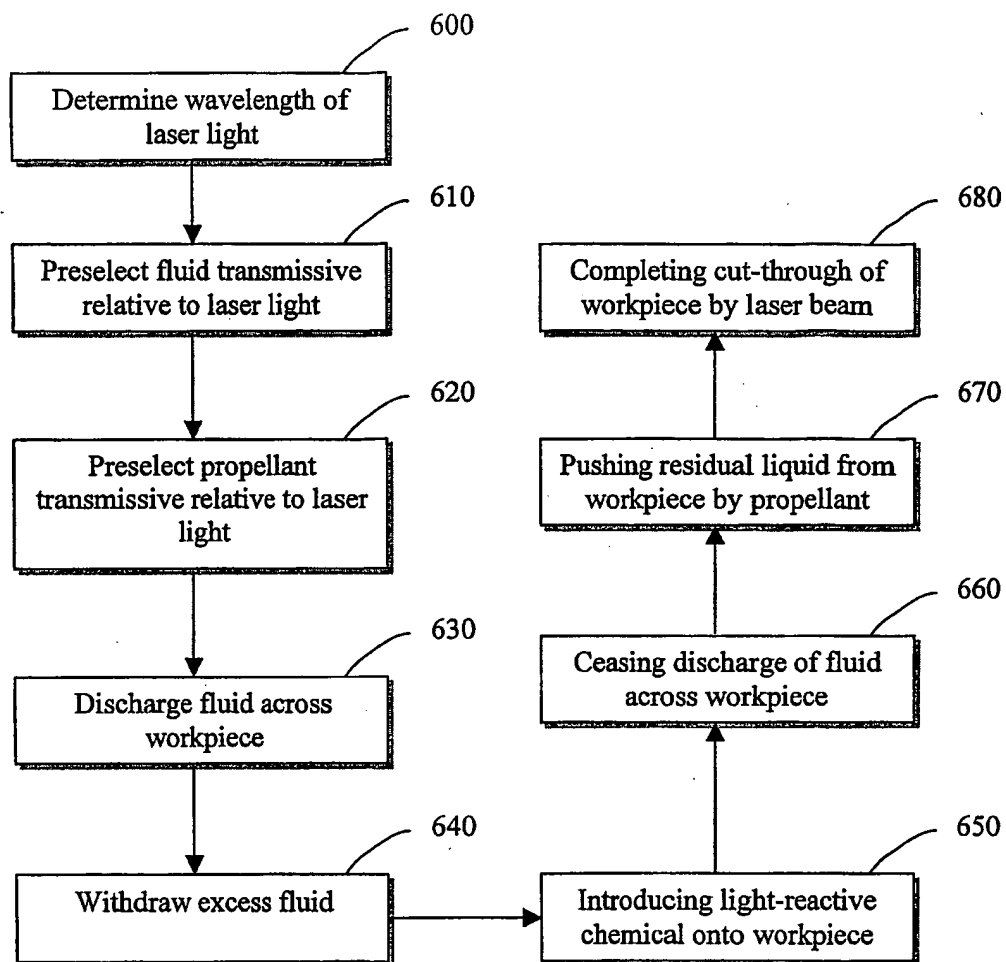 600
Determine wavelength of
laser light
610
Preselect fluid transmissive
relative to laser light
620
Preselect propellant
transmissive relative to laser
light
630
Discharge fluid across
workpiece
640
Withdraw excess fluid
650
Introducing light-reactive
chemical onto workpiece
660
Ceasing discharge of fluid
across workpiece
670
Pushing residual liquid from
workpiece by propellant
680
Completing cut-through of
workpiece by laser beam